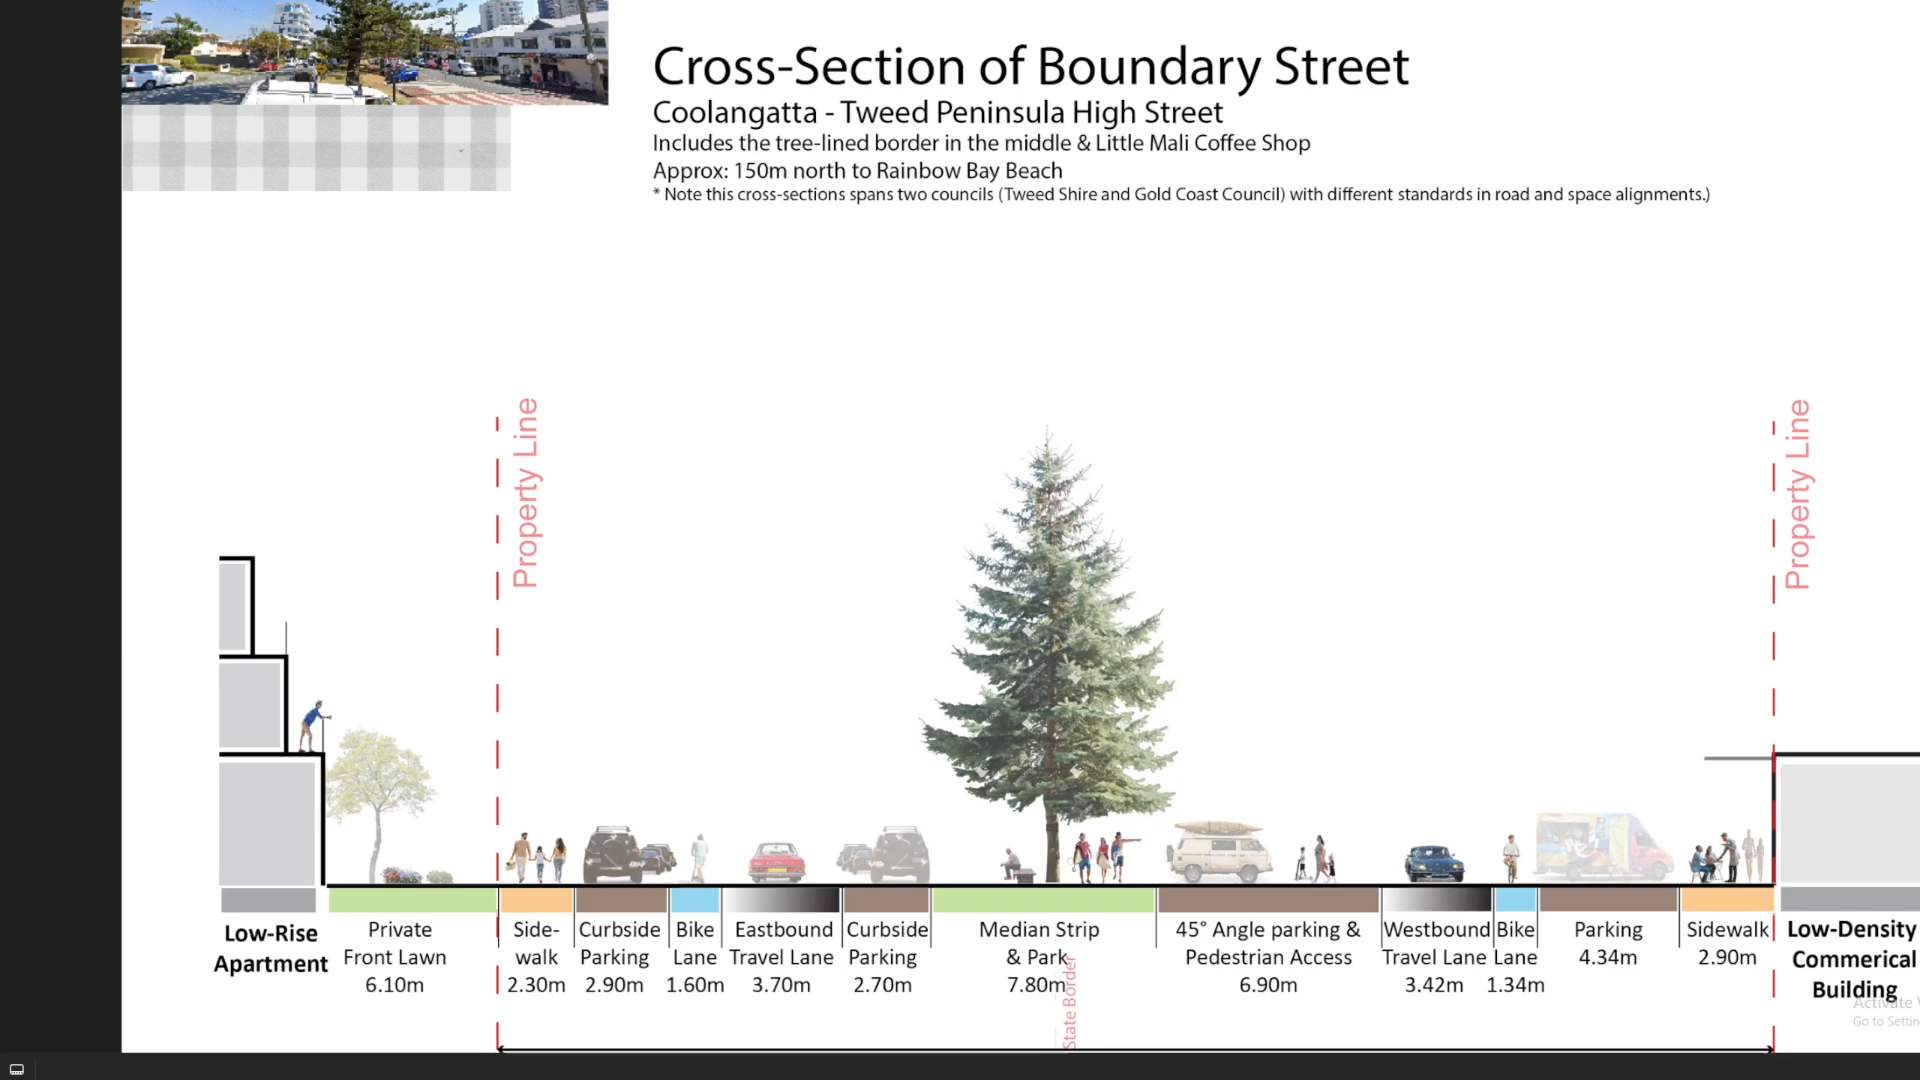 Cross-Section of Boundary Street
Coolangatta - Tweed Peninsula High Street
Includes the tree-lined border in the middle & Little Mali Coffee Shop
Approx: 150m north to Rainbow Bay Beach
* Note this cross-sections spans two councils (Tweed Shire and Gold Coast Council) with different standards in road and space alignments.)
Property Line
Property Line
Low-Rise
Apartment
Private
Front Lawn
6.10m
Side-
walk
2.30m
Curbside
Parking
2.90m
Bike
Lane
1.60m
Eastbound
Travel Lane
3.70m
Curbside
Parking
2.70m
Median Strip
& Park
7.80m
State Border
45° Angle parking &
Pedestrian Access
6.90m
Westbound
Travel Lane
3.42m
Bike
Lane
1.34m
Parking
4.34m
Sidewalk
2.90m
Low-Density
Commerical
Building
Activate
Go to Settin